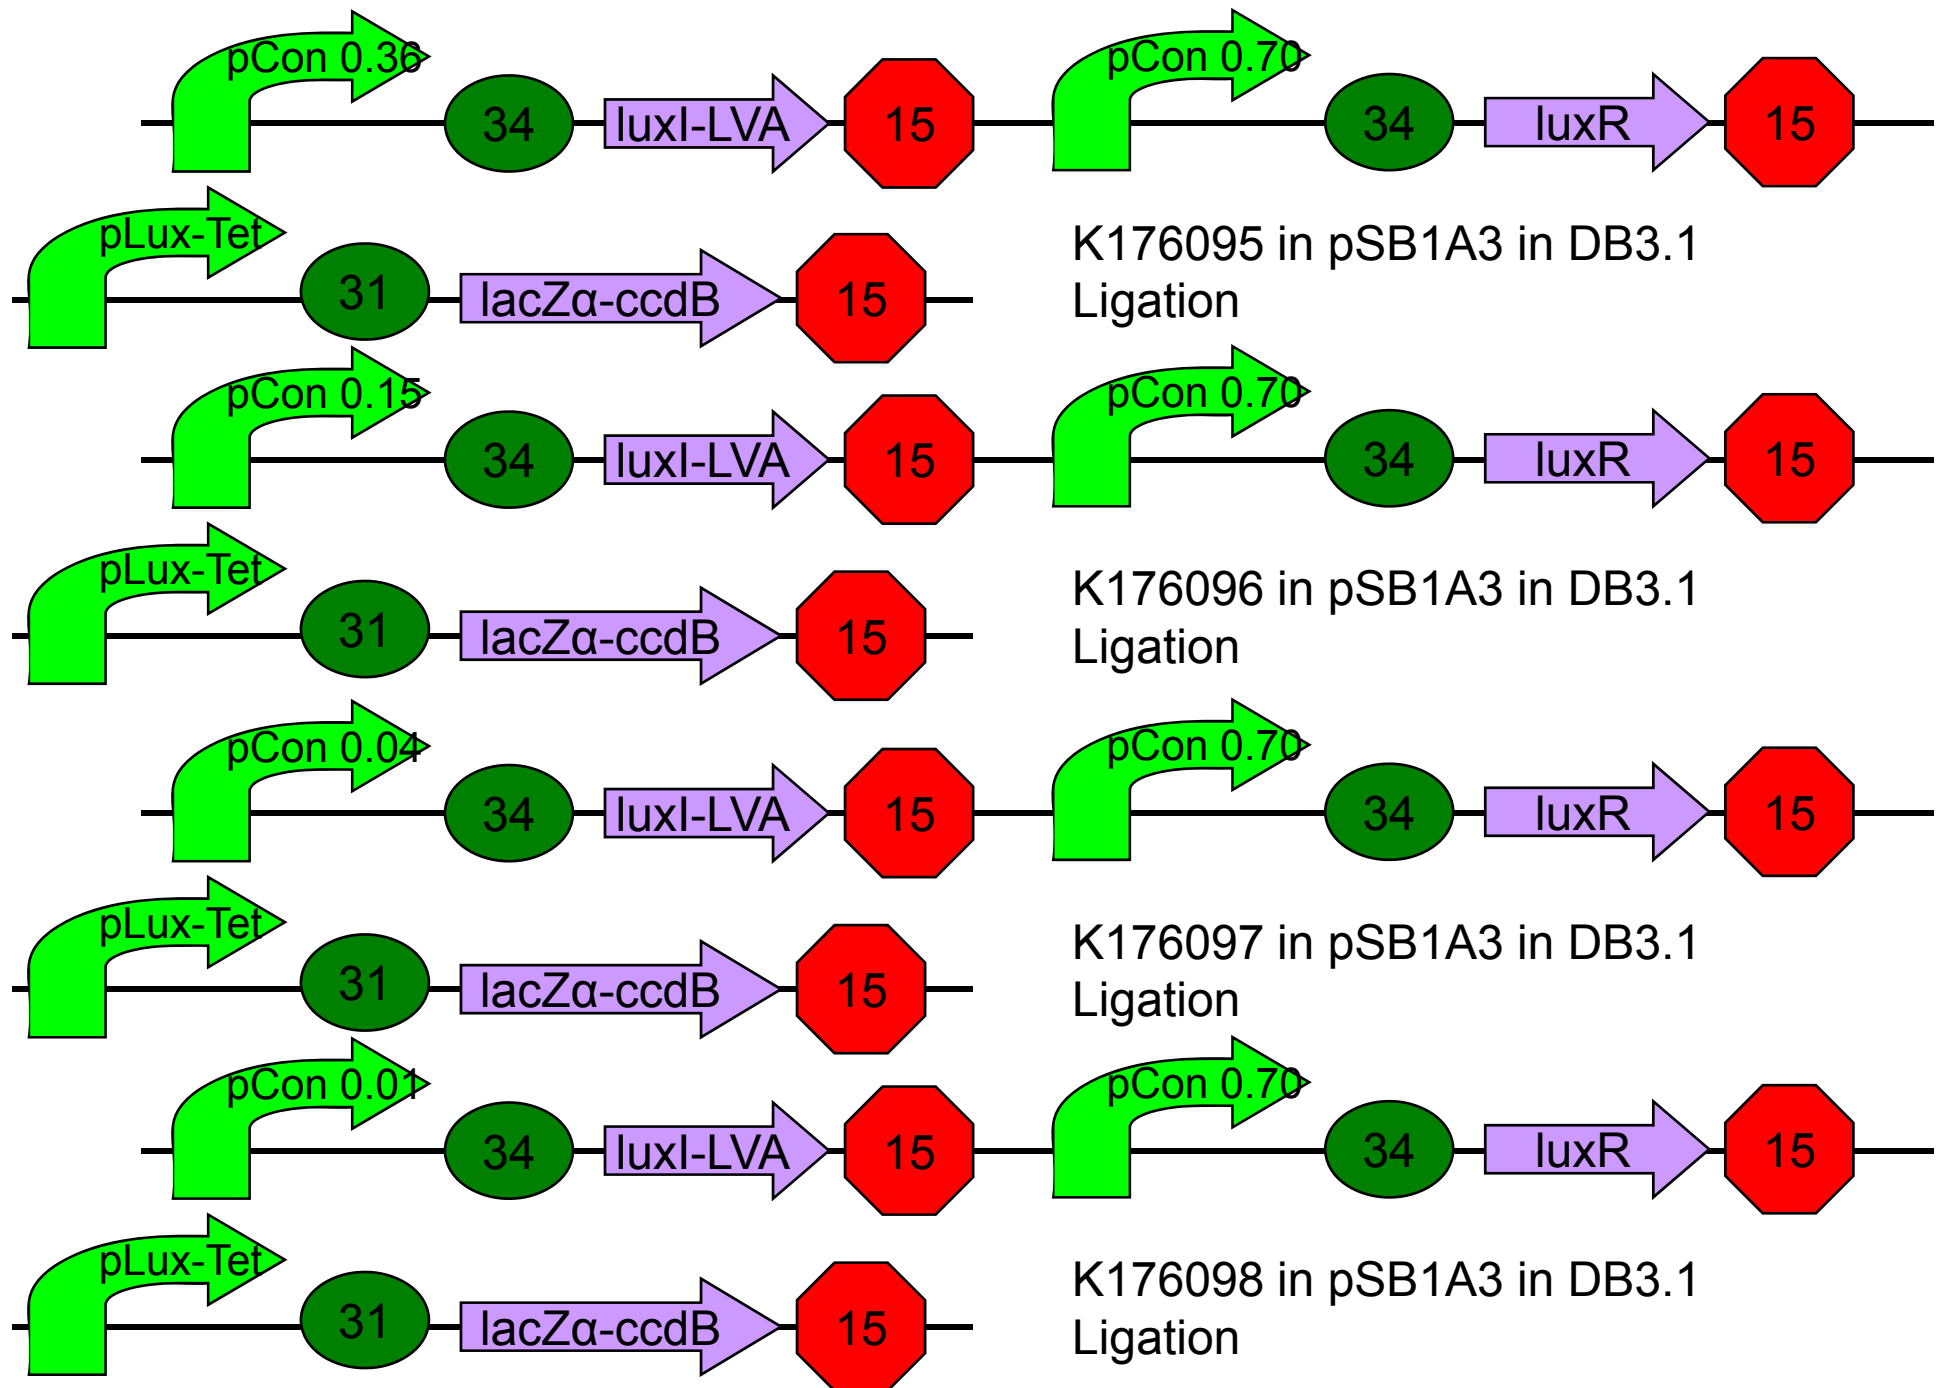 pCon 0.36 34 luxI-LVA 15 pCon 0.70 34 luxR 15
pLux-Tet 31 lacZα-ccdB 15
K176095 in pSB1A3 in DB3.1
Ligation
pCon 0.15 34 luxI-LVA 15 pCon 0.70 34 luxR 15
pLux-Tet 31 lacZα-ccdB 15
K176096 in pSB1A3 in DB3.1
Ligation
pCon 0.04 34 luxI-LVA 15 pCon 0.70 34 luxR 15
pLux-Tet 31 lacZα-ccdB 15
K176097 in pSB1A3 in DB3.1
Ligation
pCon 0.01 34 luxI-LVA 15 pCon 0.70 34 luxR 15
pLux-Tet 31 lacZα-ccdB 15
K176098 in pSB1A3 in DB3.1
Ligation